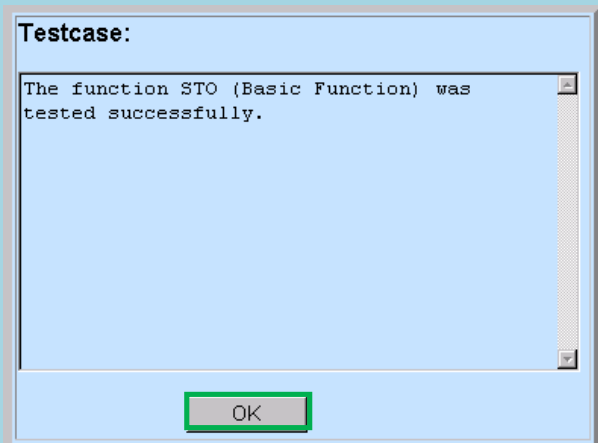 Testcase:
The function STO (Basic Function) was
tested successfully.
OK